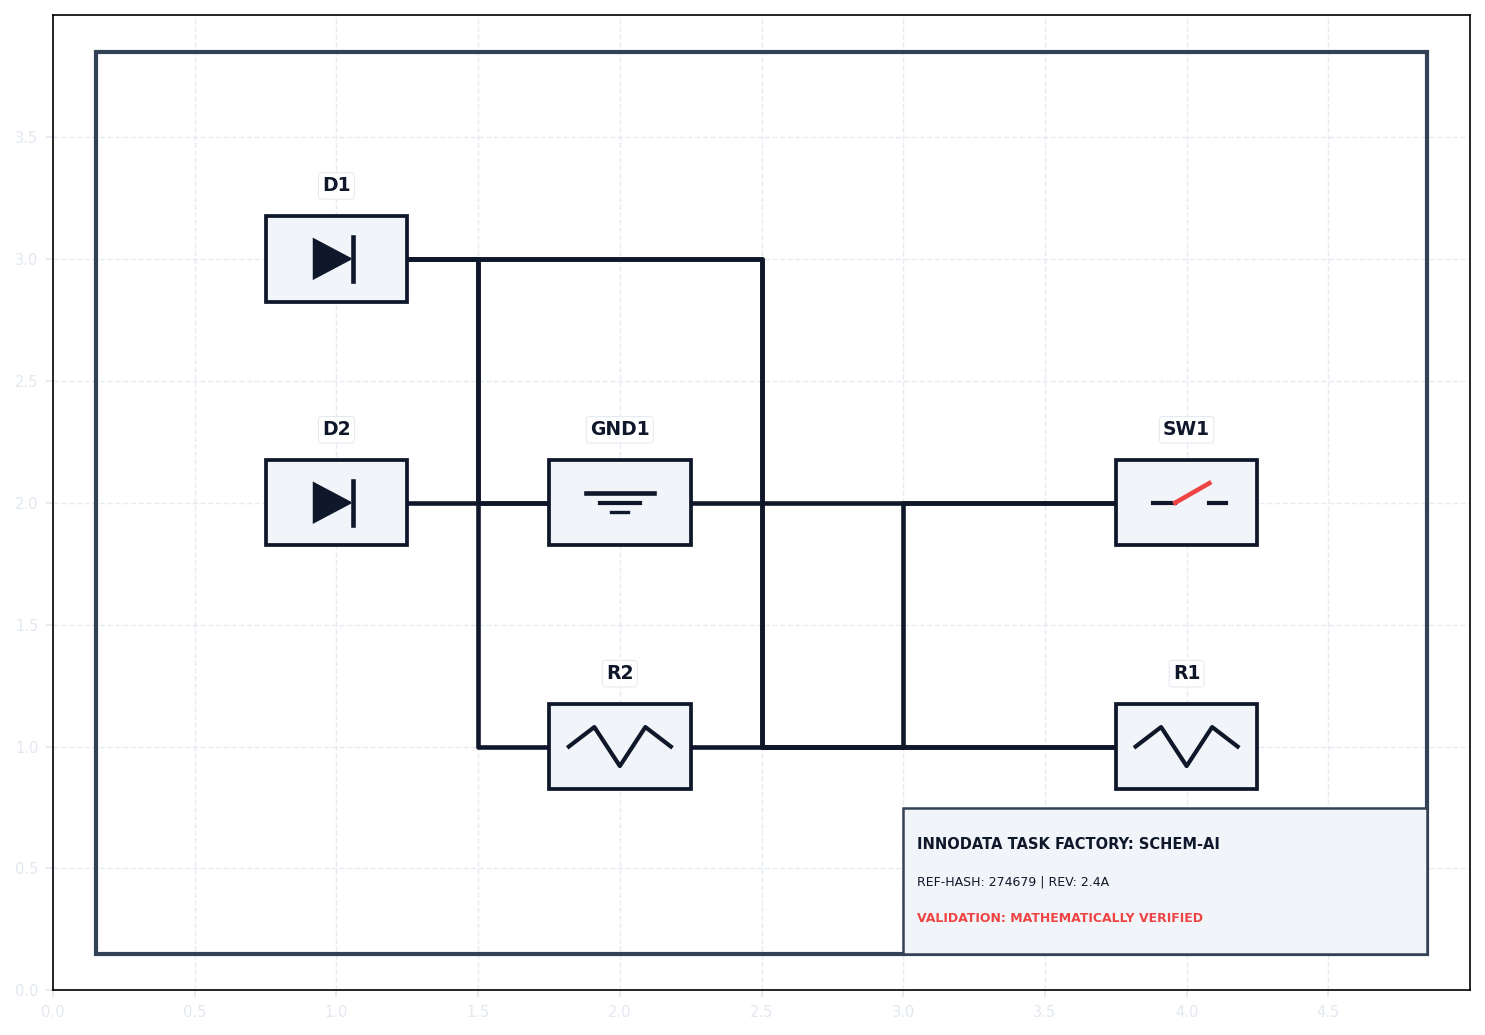 3.5
D1
3.0
2.5
D2 GND1 SW1
2.0
1.5
R2 R1
1.0
INNODATA TASK FACTORY: SCHEM-AI
0.5
REF-HASH: 274679 | REV: 2.4A
VALIDATION: MATHEMATICALLY VERIFIED
0.0
0.0 0.5 1.0 1.5 2.0 2.5 3.0 3.5 4.0 4.5